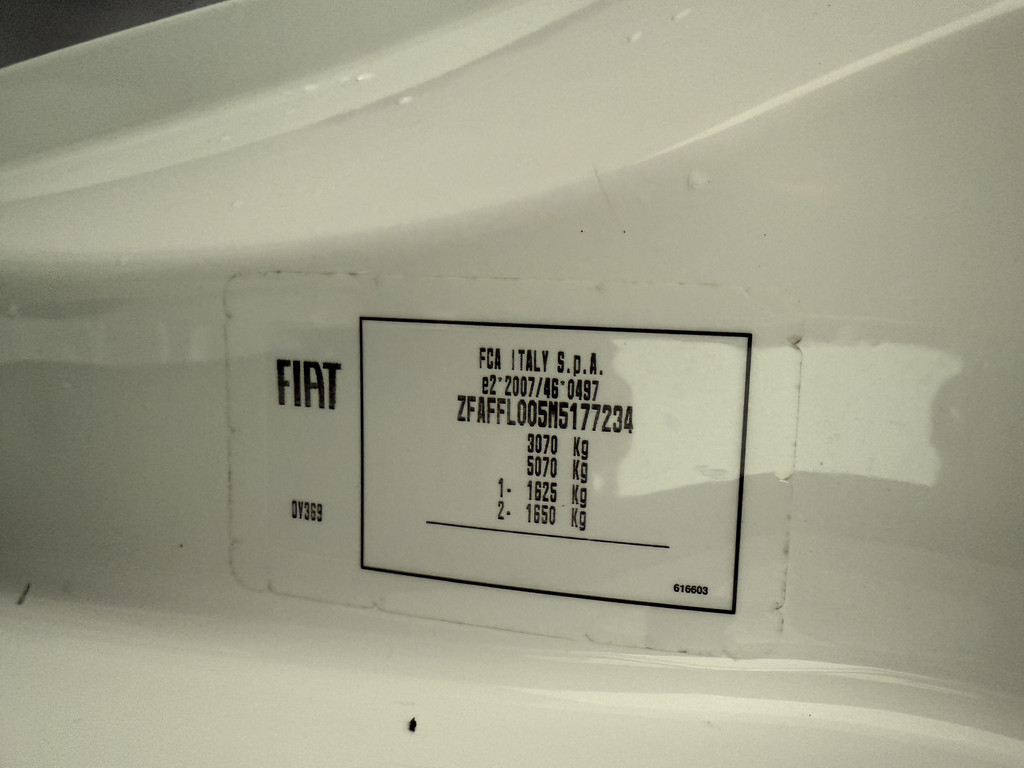 FIAT
FCA ITALY S.p.A.
e2*2007/46*0497
ZFAFFL005M5177234
3070 Kg
5070 Kg
1- 1625 Kg
2- 1650 Kg
DV369
616603